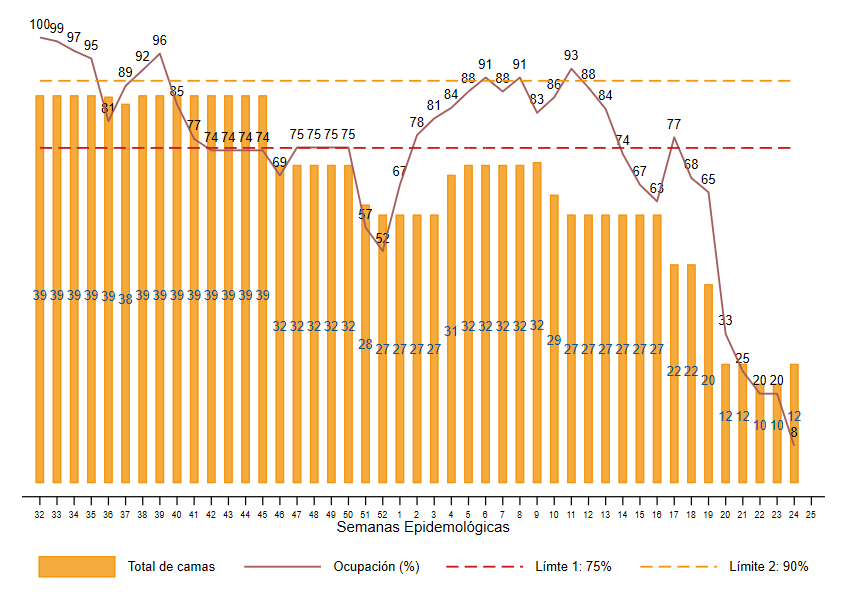 100 99 97 95 81 89 92 96 85 77 74 74 74 74 69 75 75 75 75 57 52 67 78 81 84 88 91 88 91 83 86 93 88 84 74 67 63 77 68 65 33 25 20 20 8
39 39 39 39 39 38 39 39 39 39 39 39 39 39 32 32 32 32 32 28 27 27 27 27 31 32 32 32 32 32 29 27 27 27 27 27 27 22 22 20 12 12 10 10 12
32 33 34 35 36 37 38 39 40 41 42 43 44 45 46 47 48 49 50 51 52 1 2 3 4 5 6 7 8 9 10 11 12 13 14 15 16 17 18 19 20 21 22 23 24 25
Semanas Epidemológicas
Total de camas Ocupación (%) Límte 1: 75% Límite 2: 90%